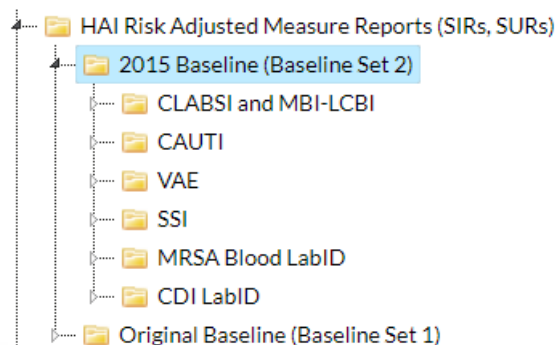 HAI Risk Adjusted Measure Reports (SIRs, SURs)
2015 Baseline (Baseline Set 2)
CLABSI and MBI-LCBI
CAUTI
VAE
SSI
MRSA Blood LabID
CDI LabID
Original Baseline (Baseline Set 1)